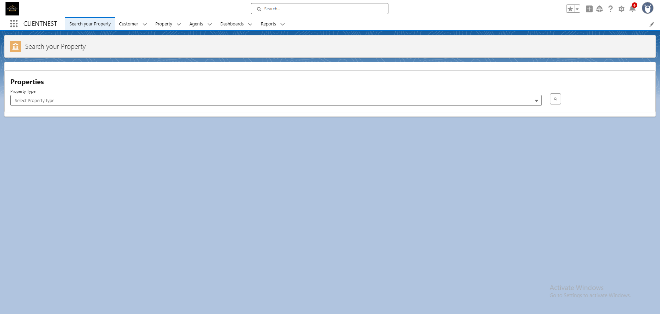 Search...
CLIENTNEST
Search your Property
Customer
Property
Agents
Dashboards
Reports
Search your Property
Properties
Property Type
Select Property type
Activate Windows
Go to Settings to activate Windows.